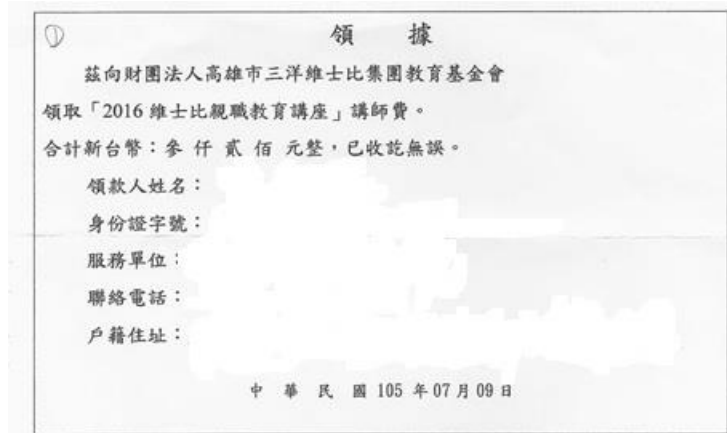 ①
領 據
茲向財團法人高雄市三洋維士比集團教育基金會
領取「2016 維士比親職教育講座」講師費。
合計新台幣：參 仟 貳 佰 元整，已收訖無誤。
領款人姓名：
身份證字號：
服務單位：
聯絡電話：
戶籍住址：
中 華 民 國 105 年 07 月 09 日